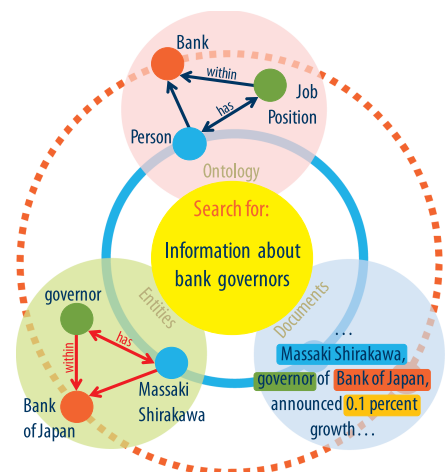 Bank
within
Job
Position
has
Person
Ontology
Search for:
Information about
bank governors
Entities
Documents
governor
has
within
Massaki
Shirakawa
Bank
of Japan
...
Massaki Shirakawa,
governor of Bank of Japan,
announced 0.1 percent
growth...